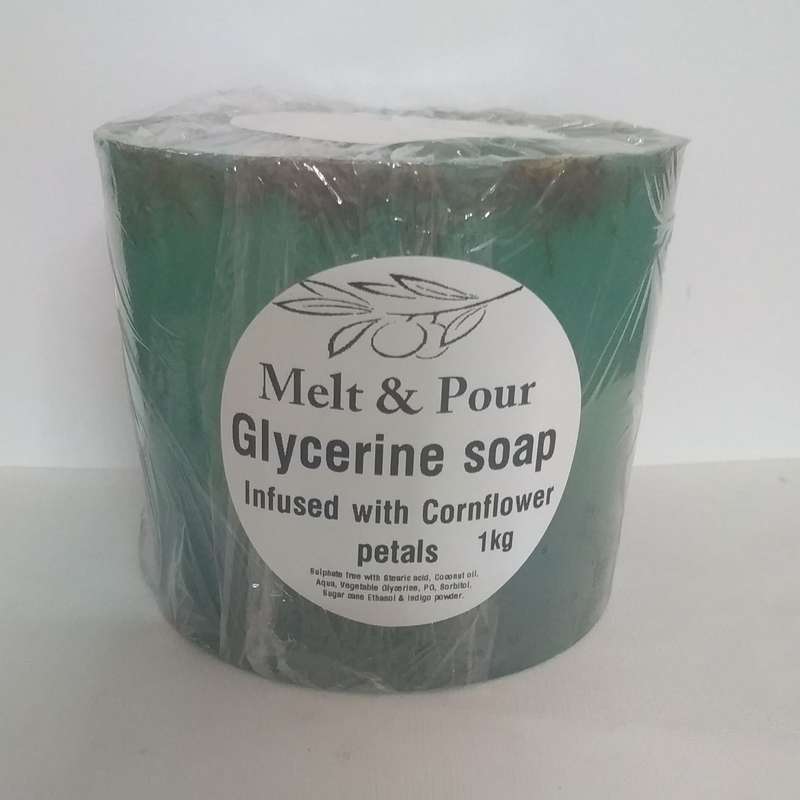 Melt & Pour
Glycerine soap
Infused with Cornflower
petals 1kg
Sulphate free with Stearic acid, Coconut oil,
Aqua, Vegetable Glycerine, PG, Sorbitol,
Sugar cane Ethanol & Indigo powder.